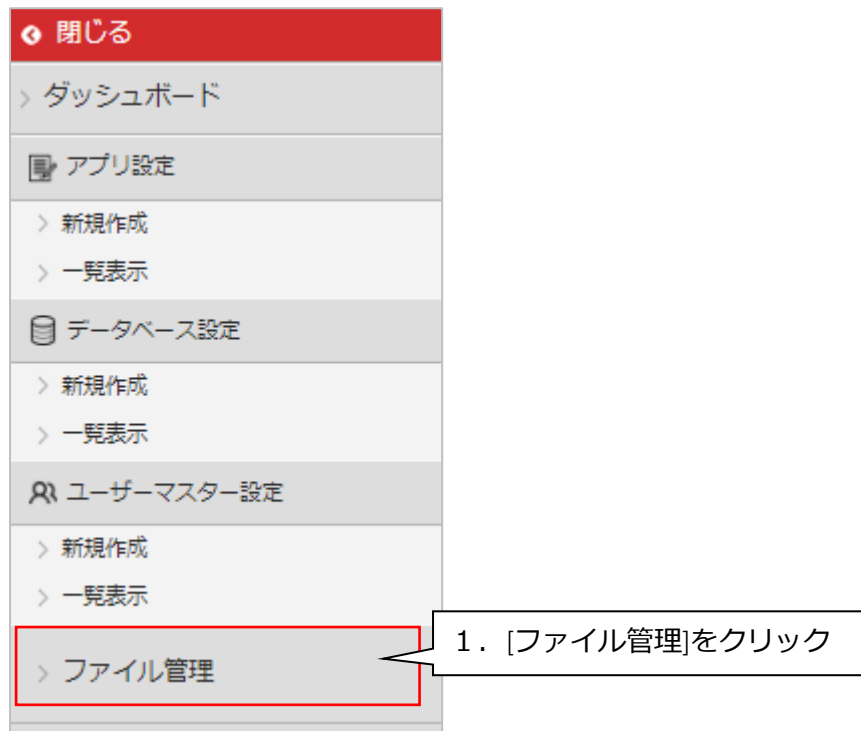 閉じる
ダッシュボード
アプリ設定
新規作成
一覧表示
データベース設定
新規作成
一覧表示
ユーザーマスター設定
新規作成
一覧表示
ファイル管理
１．[ファイル管理]をクリック